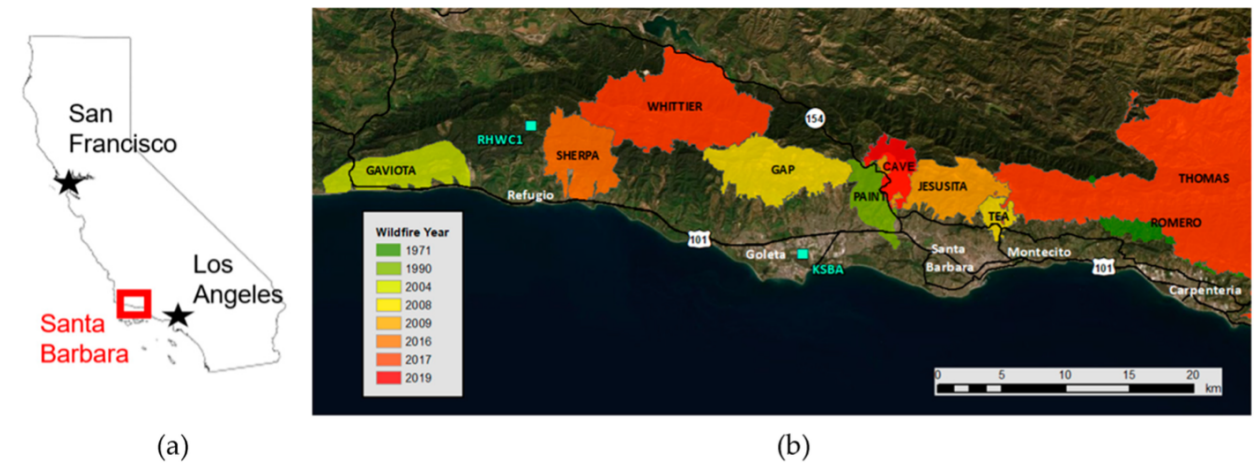 San
Francisco
Los
Angeles
Santa
Barbara
(a)
WHITTIER
154
RHWC1
SHERPA
GAVIOTA
GAP
CAVE
JESUSITA
THOMAS
PAINT
TEA
ROMERO
Refugio
101
Goleta
KSBA
Santa
Barbara
Montecito
101
Carpenteria
Wildfire Year
1971
1990
2004
2008
2009
2016
2017
2019
0 5 10 15 20
km
(b)